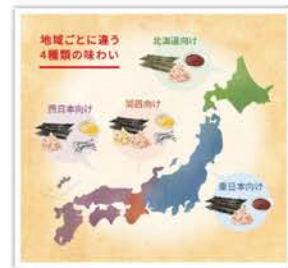 地域ごとに違う
4種類の味わい
北海道向け
西日本向け
関西向け
東日本向け